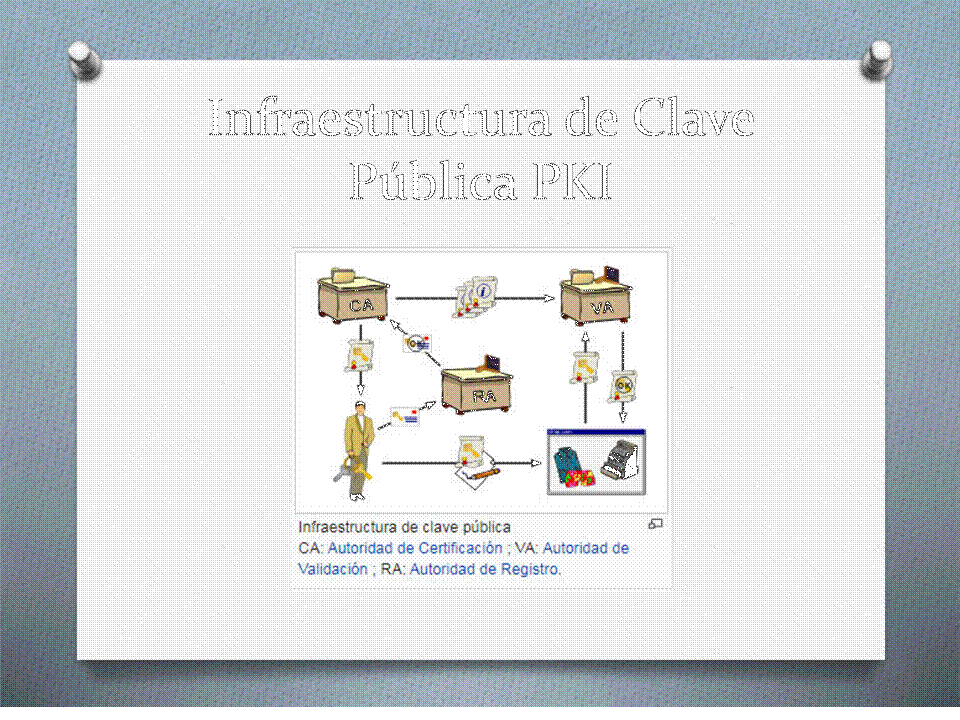 Infraestructura de Clave
Pública PKI
CA
VA
OK
RA
OK
Infraestructura de clave pública
CA: Autoridad de Certificación ; VA: Autoridad de
Validación ; RA: Autoridad de Registro.